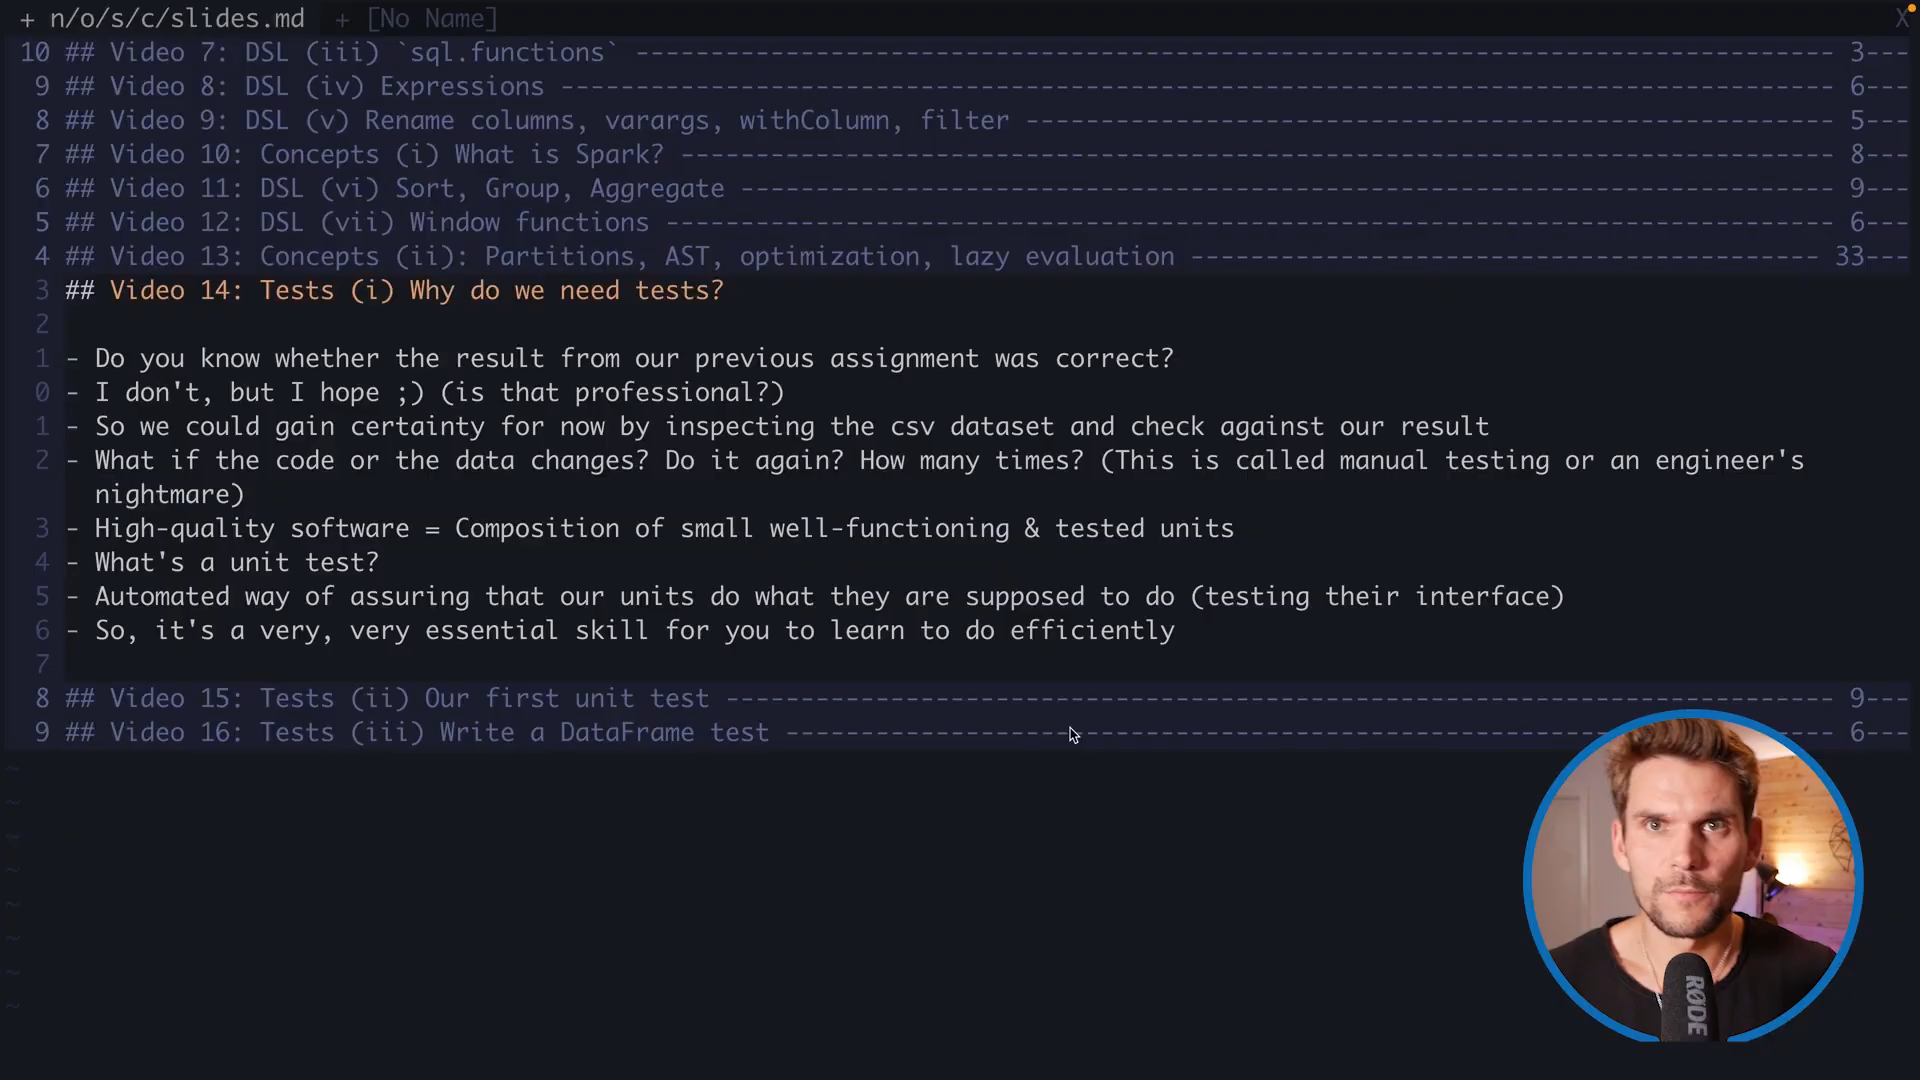 + n/o/s/c/slides.md + [No Name] X
10 ## Video 7: DSL (iii) `sql.functions` -------------------------------------------------------------------------------- 3---
9 ## Video 8: DSL (iv) Expressions ------------------------------------------------------------------------------------- 6---
8 ## Video 9: DSL (v) Rename columns, varargs, withColumn, filter ------------------------------------------------------ 5---
7 ## Video 10: Concepts (i) What is Spark? ----------------------------------------------------------------------------- 8---
6 ## Video 11: DSL (vi) Sort, Group, Aggregate ------------------------------------------------------------------------- 9---
5 ## Video 12: DSL (vii) Window functions ------------------------------------------------------------------------------ 6---
4 ## Video 13: Concepts (ii): Partitions, AST, optimization, lazy evaluation ------------------------------------------ 33---
3 ## Video 14: Tests (i) Why do we need tests?
2
1 - Do you know whether the result from our previous assignment was correct?
0 - I don't, but I hope ;) (is that professional?)
1 - So we could gain certainty for now by inspecting the csv dataset and check against our result
2 - What if the code or the data changes? Do it again? How many times? (This is called manual testing or an engineer's
nightmare)
3 - High-quality software = Composition of small well-functioning & tested units
4 - What's a unit test?
5 - Automated way of assuring that our units do what they are supposed to do (testing their interface)
6 - So, it's a very, very essential skill for you to learn to do efficiently
7
8 ## Video 15: Tests (ii) Our first unit test -------------------------------------------------------------------------- 9---
9 ## Video 16: Tests (iii) Write a DataFrame test ---------------------------------------------------------------------- 6---
~
~
~
~
~
~
~
~
RØDE